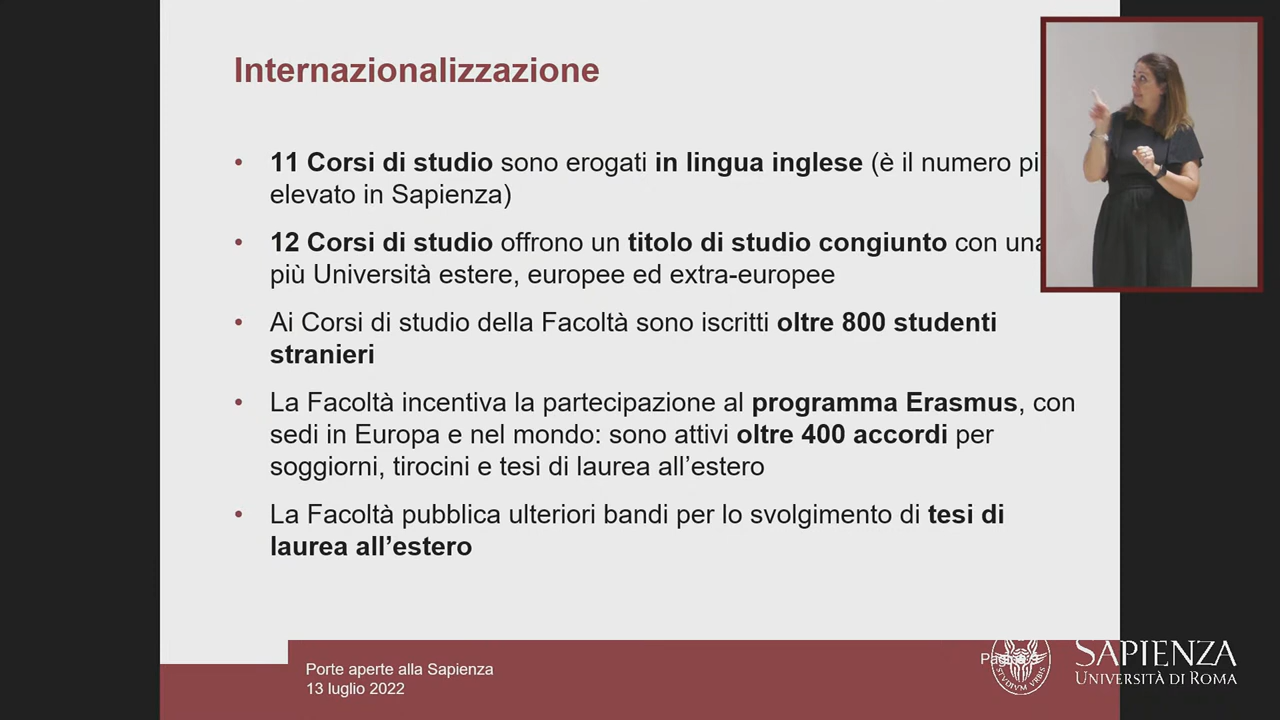 Internazionalizzazione
• 11 Corsi di studio sono erogati in lingua inglese (è il numero
elevato in Sapienza)
• 12 Corsi di studio offrono un titolo di studio congiunto con
più Università estere, europee ed extra-europee
• Ai Corsi di studio della Facoltà sono iscritti oltre 800 studenti
stranieri
• La Facoltà incentiva la partecipazione al programma Erasmus, con
sedi in Europa e nel mondo: sono attivi oltre 400 accordi per
soggiorni, tirocini e tesi di laurea all’estero
• La Facoltà pubblica ulteriori bandi per lo svolgimento di tesi di
laurea all’estero
Porte aperte alla Sapienza
13 luglio 2022
STVDIVM VRBIS
SAPIENZA
UNIVERSITÀ DI ROMA